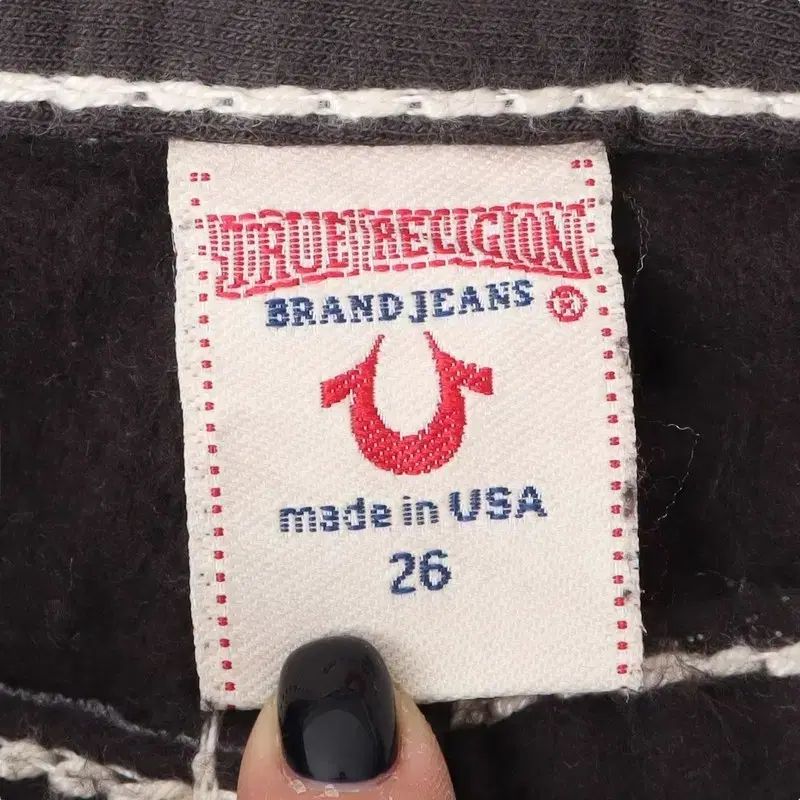 TRUE RELIGION
BRAND JEANS ®
made in USA
26